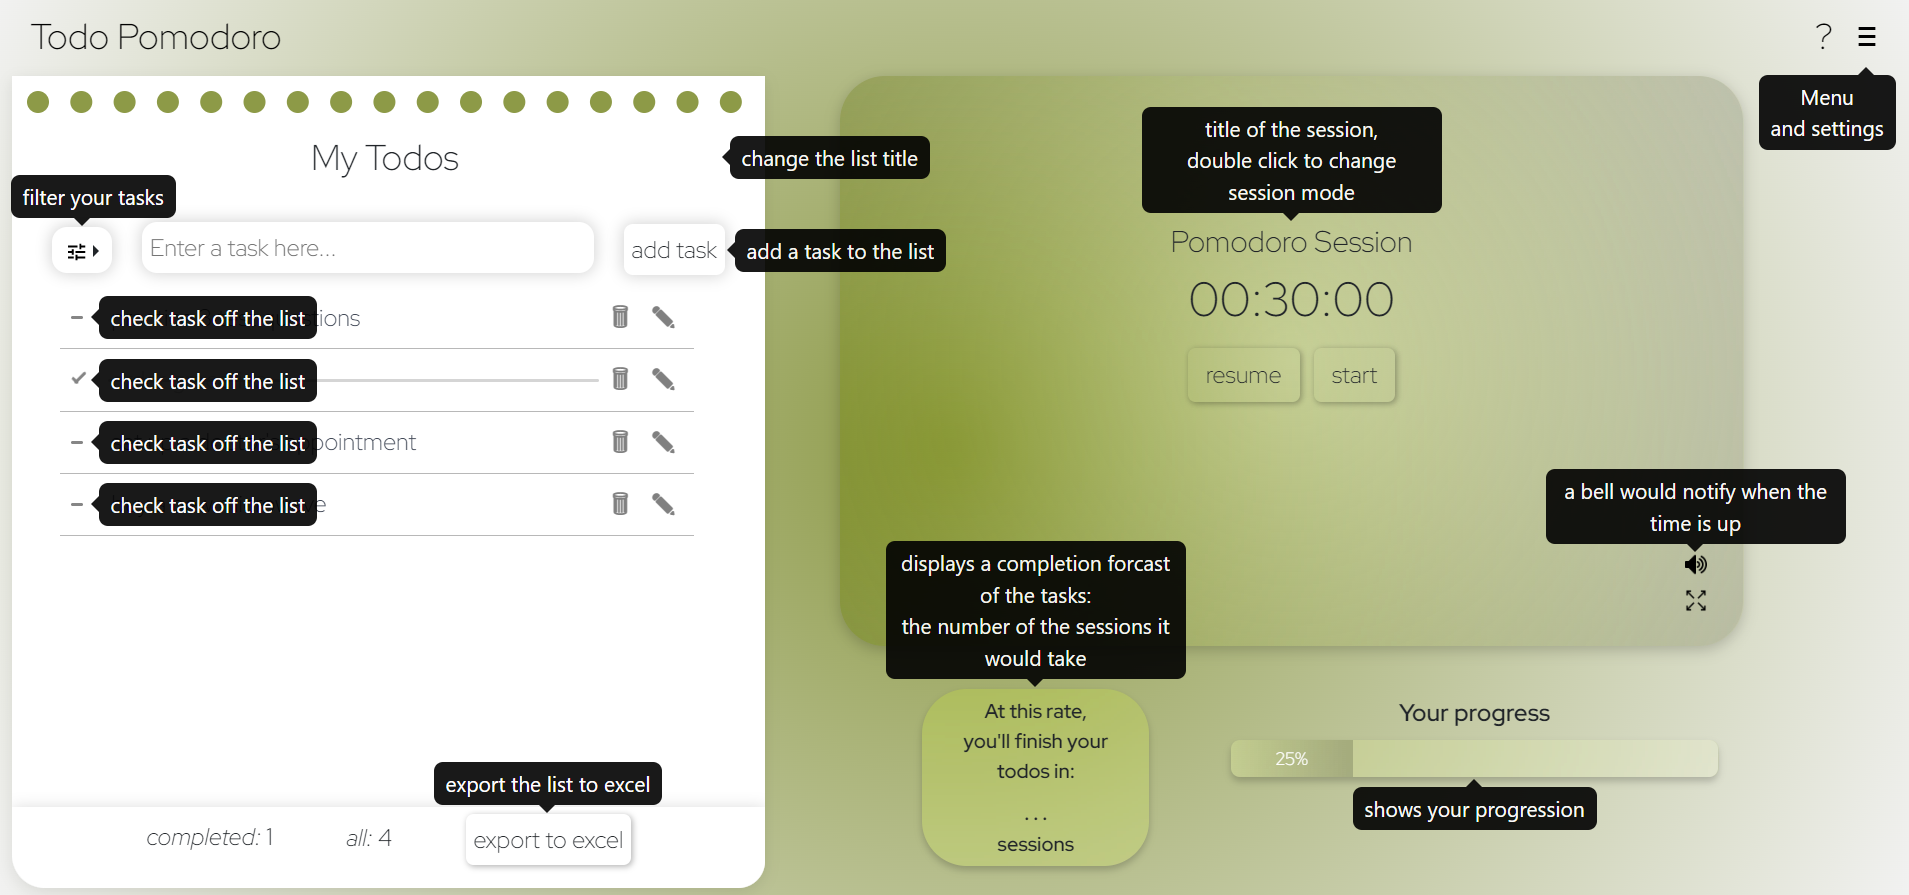 Todo Pomodoro
?
Menu
and settings
My Todos
change the list title
filter your tasks
Enter a task here...
add task
add a task to the list
check task off the list
check task off the list
check task off the list
check task off the list
completed: 1
all: 4
export the list to excel
export to excel
title of the session,
double click to change
session mode
Pomodoro Session
00:30:00
resume
start
a bell would notify when the
time is up
displays a completion forcast
of the tasks:
the number of the sessions it
would take
At this rate,
you'll finish your
todos in:
...
sessions
Your progress
25%
shows your progression